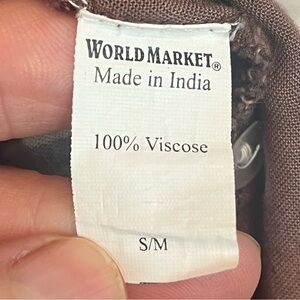 WORLD MARKET®
Made in India
100% Viscose
S/M